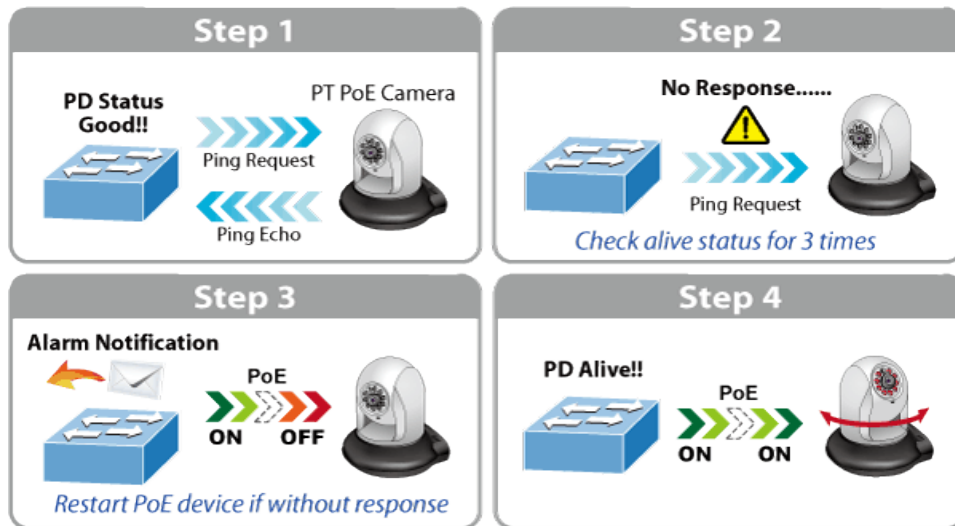 Step 1
PD Status
Good!!
PT PoE Camera
Ping Request
Ping Echo
Step 2
No Response......
!
Ping Request
Check alive status for 3 times
Step 3
Alarm Notification
PoE
ON OFF
Restart PoE device if without response
Step 4
PD Alive!!
PoE
ON ON